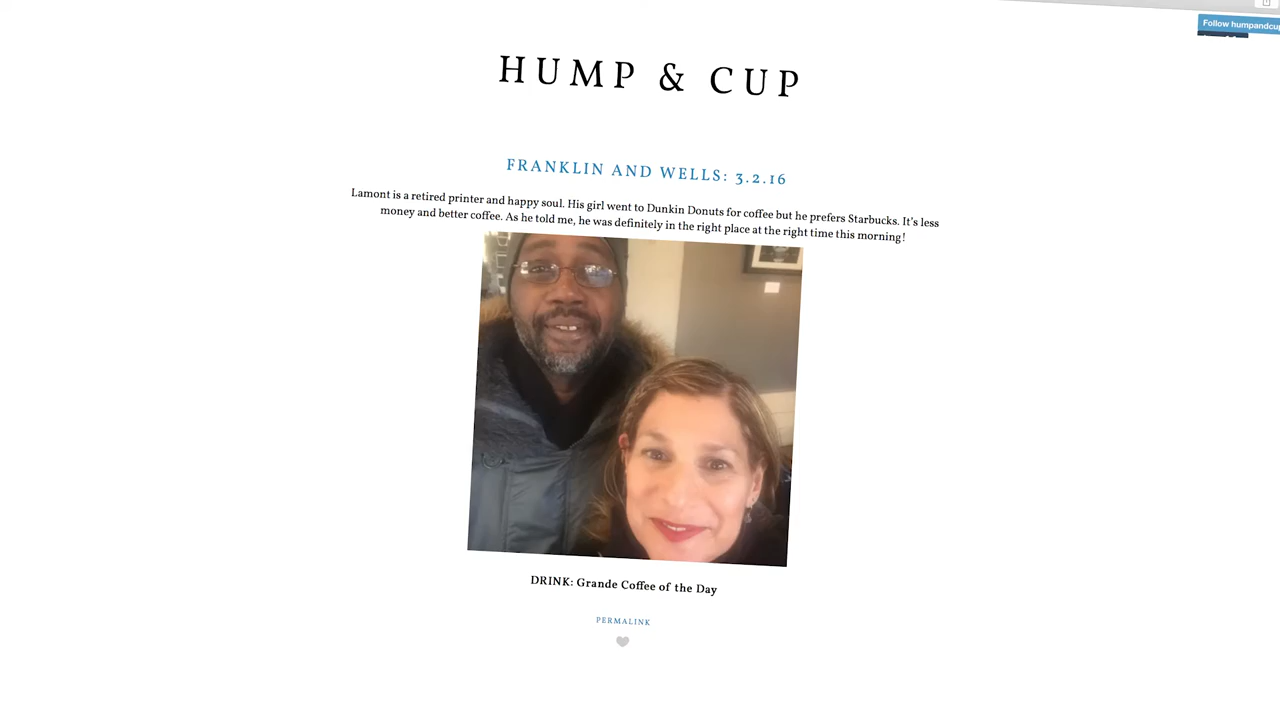 Follow humpandcup
HUMP & CUP
FRANKLIN AND WELLS: 3.2.16
Lamont is a retired printer and happy soul. His girl went to Dunkin Donuts for coffee but he prefers Starbucks. It's less
money and better coffee. As he told me, he was definitely in the right place at the right time this morning!
DRINK: Grande Coffee of the Day
PERMALINK